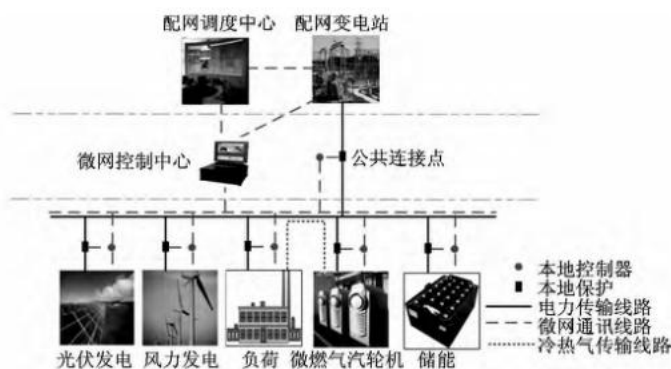 配网调度中心 配网变电站
微网控制中心 公共连接点
本地控制器
本地保护
电力传输线路
微网通讯线路
冷热气传输线路
光伏发电 风力发电 负荷 微燃气汽轮机 储能